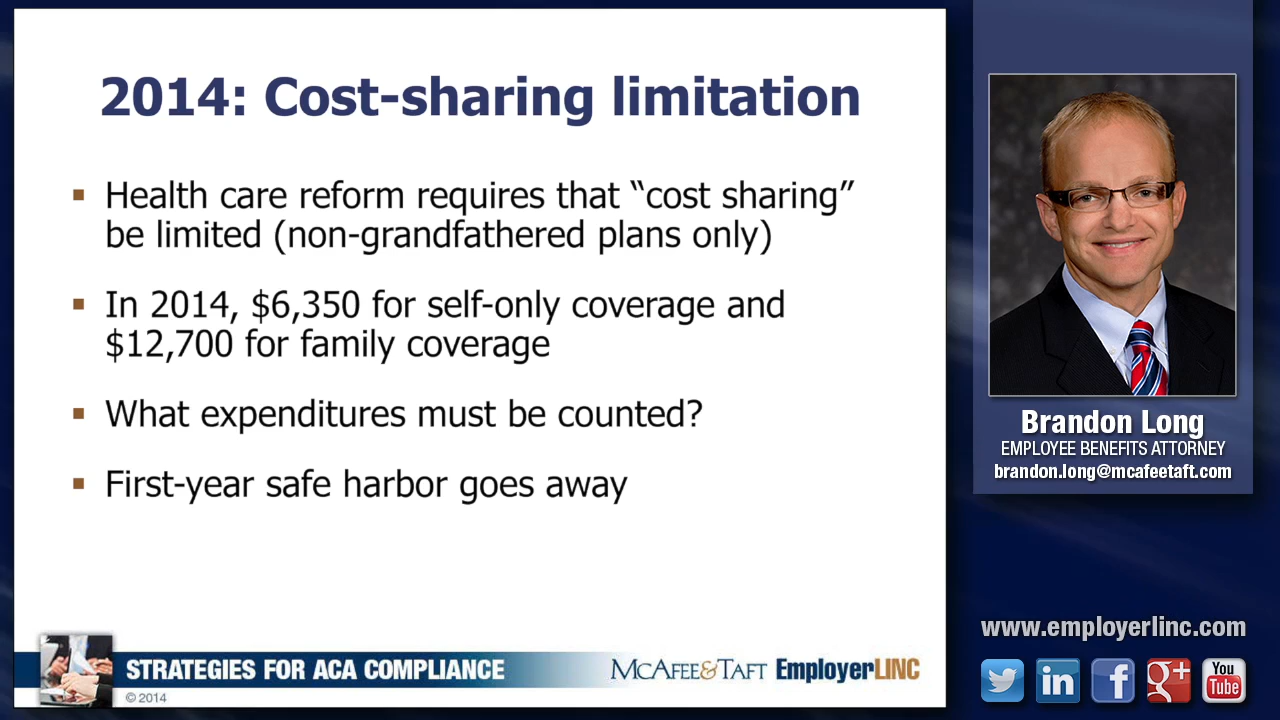 2014: Cost-sharing limitation
Health care reform requires that “cost sharing”
be limited (non-grandfathered plans only)
In 2014, $6,350 for self-only coverage and
$12,700 for family coverage
What expenditures must be counted?
First-year safe harbor goes away
STRATEGIES FOR ACA COMPLIANCE
MCAFEE&TAFT EmployerLINC
© 2014
Brandon Long
EMPLOYEE BENEFITS ATTORNEY
brandon.long@mcafeetaft.com
www.employerlinc.com
in
f
g+
You
Tube